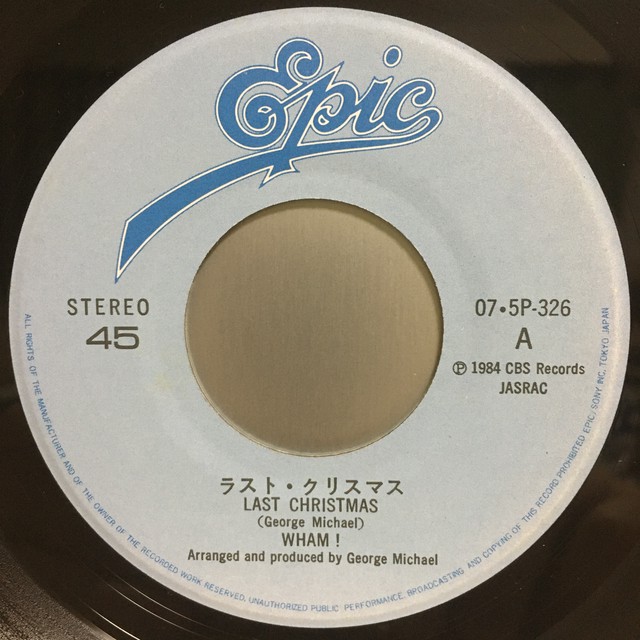 Epic
STEREO
45
07•5P-326
A
Ⓟ 1984 CBS Records
JASRAC
ラスト・クリスマス
LAST CHRISTMAS
(George Michael)
WHAM!
Arranged and produced by George Michael
ALL RIGHTS OF THE MANUFACTURER AND OF THE OWNER OF THE RECORDED WORK RESERVED. UNAUTHORIZED PUBLIC PERFORMANCE, BROADCASTING AND COPYING OF THIS RECORD PROHIBITED EPIC/SONY INC. TOKYO JAPAN